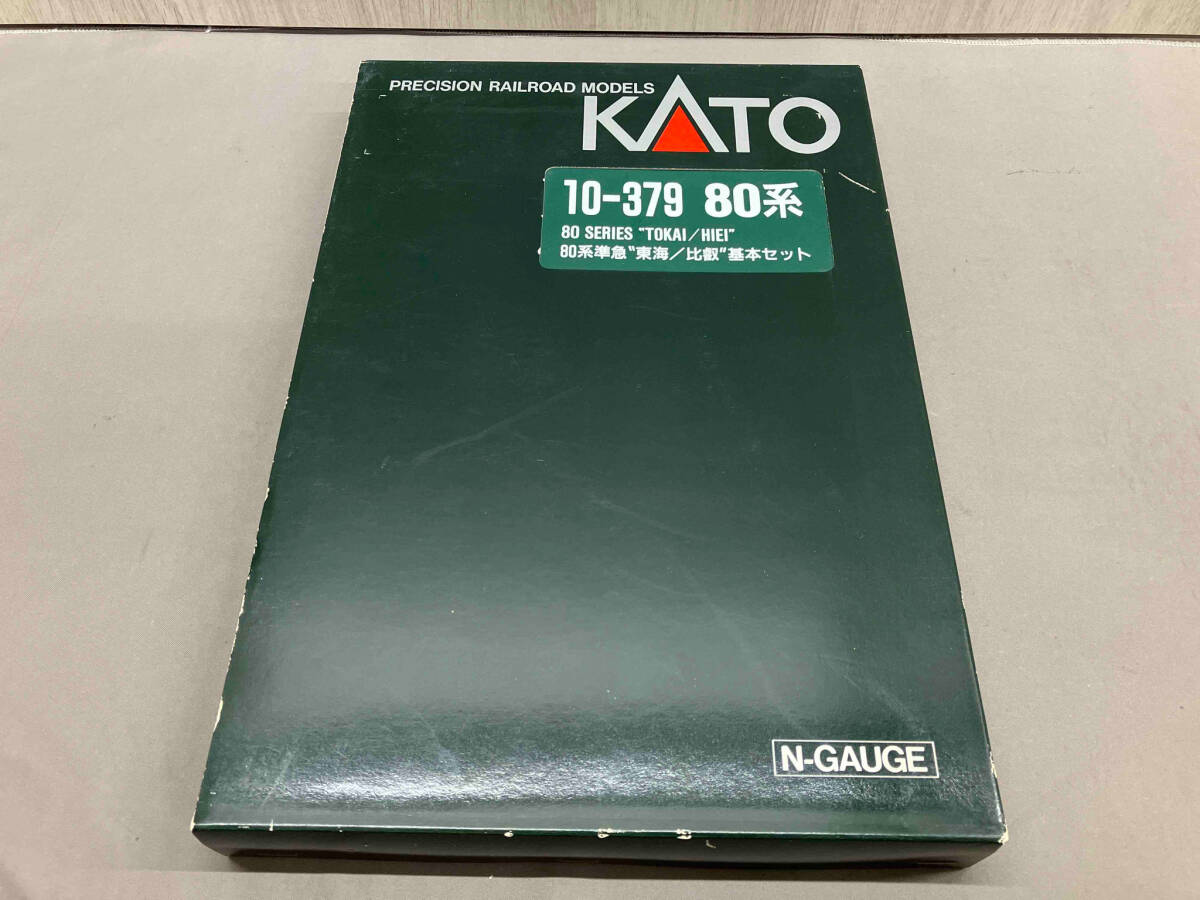 PRECISION RAILROAD MODELS
KATO
10-379 80系
80 SERIES "TOKAI/HIEI"
80系準急"東海/比叡"基本セット
N-GAUGE